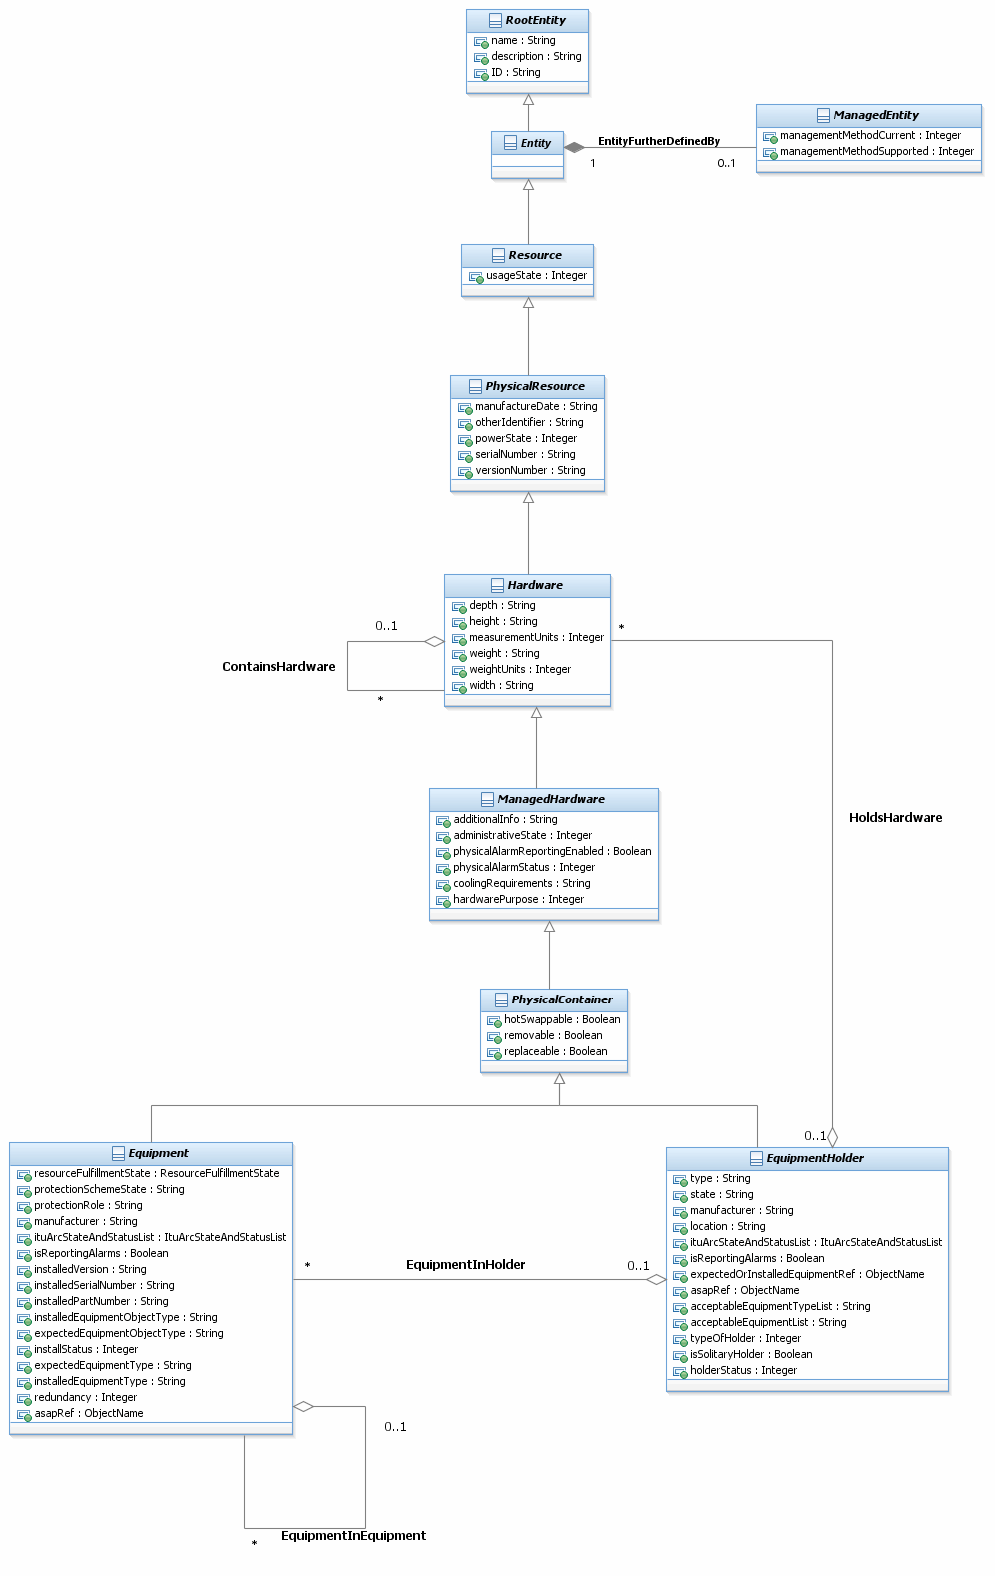 RootEntity
name : String
description : String
ID : String
Entity
EntityFurtherDefinedBy
1
0..1
ManagedEntity
managementMethodCurrent : Integer
managementMethodSupported : Integer
Resource
usageState : Integer
PhysicalResource
manufactureDate : String
otherIdentifier : String
powerState : Integer
serialNumber : String
versionNumber : String
Hardware
depth : String
height : String
measurementUnits : Integer
weight : String
weightUnits : Integer
width : String
0..1
ContainsHardware
*
*
HoldsHardware
0..1
ManagedHardware
additionalInfo : String
administrativeState : Integer
physicalAlarmReportingEnabled : Boolean
physicalAlarmStatus : Integer
coolingRequirements : String
hardwarePurpose : Integer
PhysicalContainer
hotSwappable : Boolean
removable : Boolean
replaceable : Boolean
Equipment
resourceFulfillmentState : ResourceFulfillmentState
protectionSchemeState : String
protectionRole : String
manufacturer : String
ituArcStateAndStatusList : ItuArcStateAndStatusList
isReportingAlarms : Boolean
installedVersion : String
installedSerialNumber : String
installedPartNumber : String
installedEquipmentObjectType : String
expectedEquipmentObjectType : String
installStatus : Integer
expectedEquipmentType : String
installedEquipmentType : String
redundancy : Integer
asapRef : ObjectName
*
EquipmentInHolder
0..1
EquipmentHolder
type : String
state : String
manufacturer : String
location : String
ituArcStateAndStatusList : ItuArcStateAndStatusList
isReportingAlarms : Boolean
expectedOrInstalledEquipmentRef : ObjectName
asapRef : ObjectName
acceptableEquipmentTypeList : String
acceptableEquipmentList : String
typeOfHolder : Integer
isSolitaryHolder : Boolean
holderStatus : Integer
0..1
EquipmentInEquipment
*